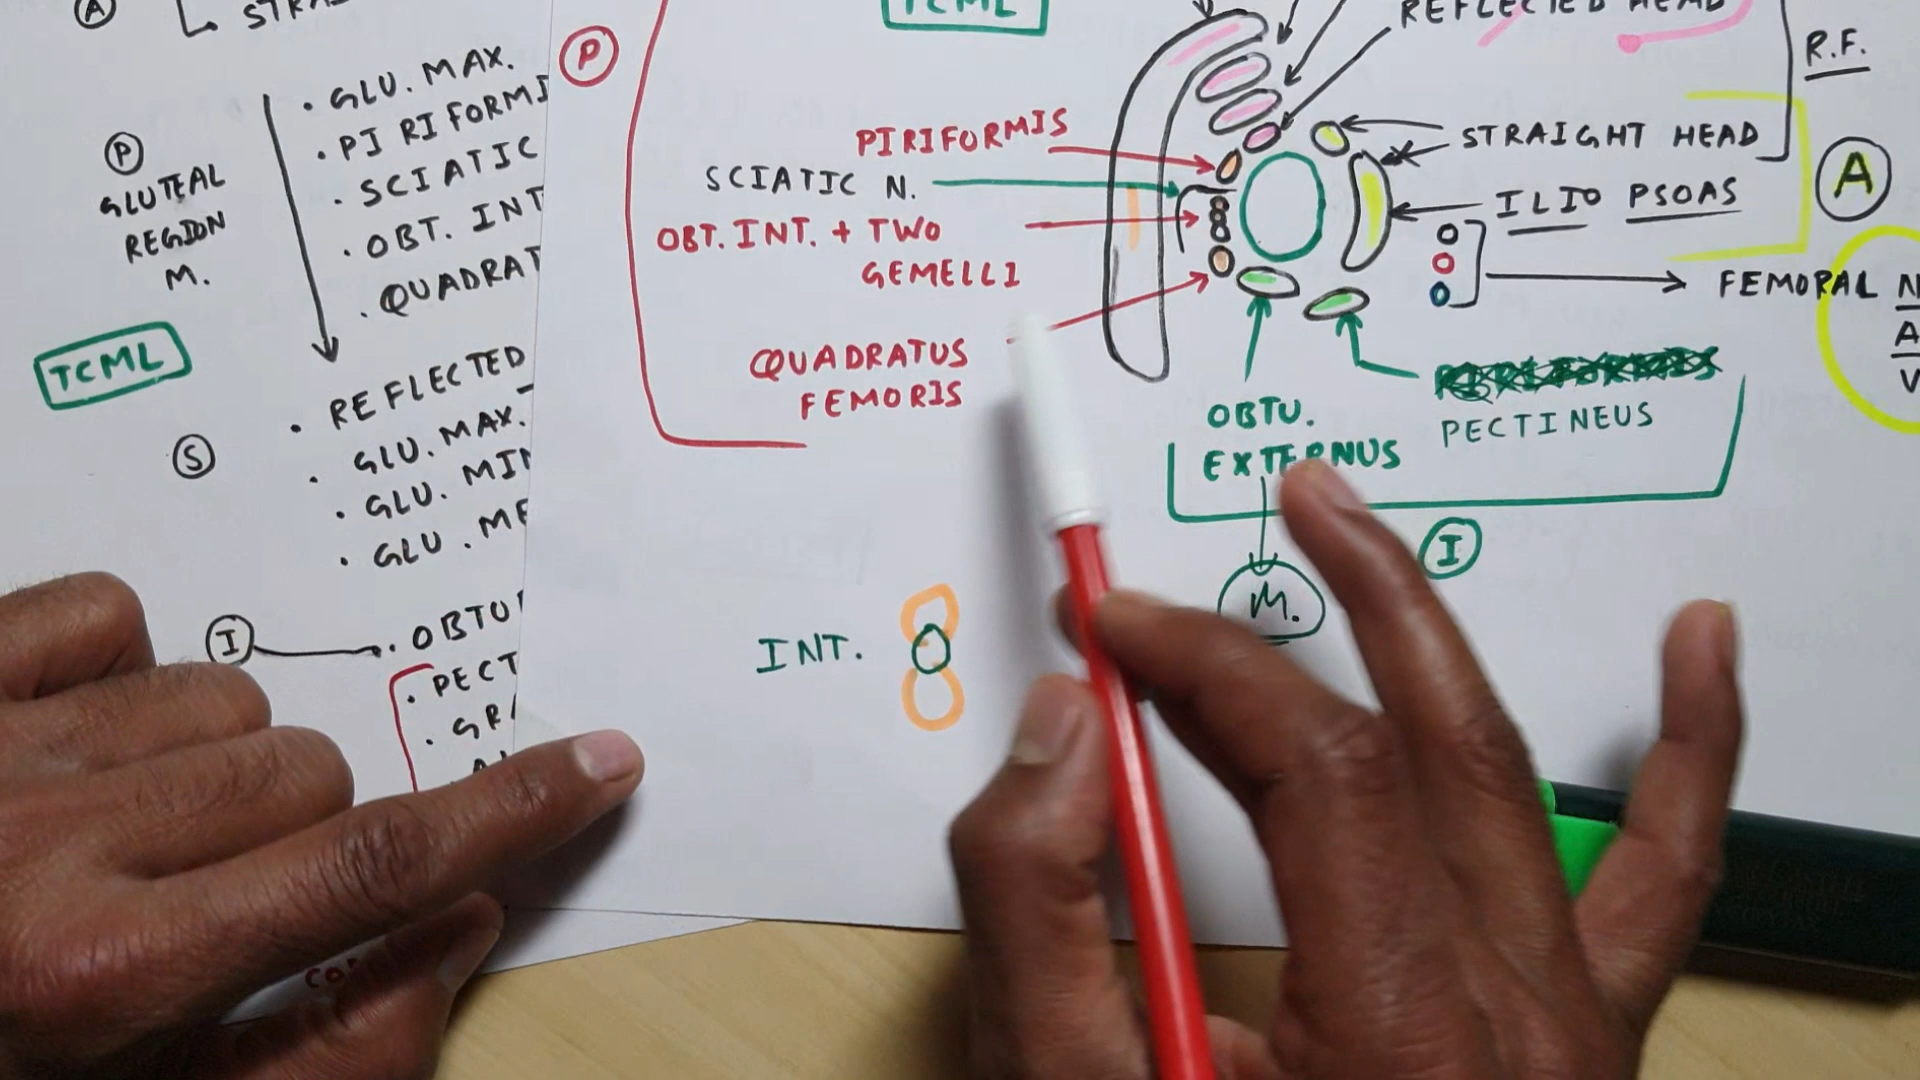 A
P
GLUTEAL
REGION
M.
. GLU. MAX.
. PIRIFORMI
. SCIATIC
. OBT. INT
. QUADRAT
TCML
S
. REFLECTED
. GLU. MAX.
. GLU. MIN
. GLU. ME
I
. OBTU
. PECT
. GR
P
TCML
REFLECTED HEAD
R.F.
PIRIFORMIS
SCIATIC N.
OBT. INT. + TWO
GEMELLI
QUADRATUS
FEMORIS
STRAIGHT HEAD
ILIO PSOAS
A
FEMORAL N
A
V
OBTU.
EXTERNUS
PECTINEUS
M.
I
INT.